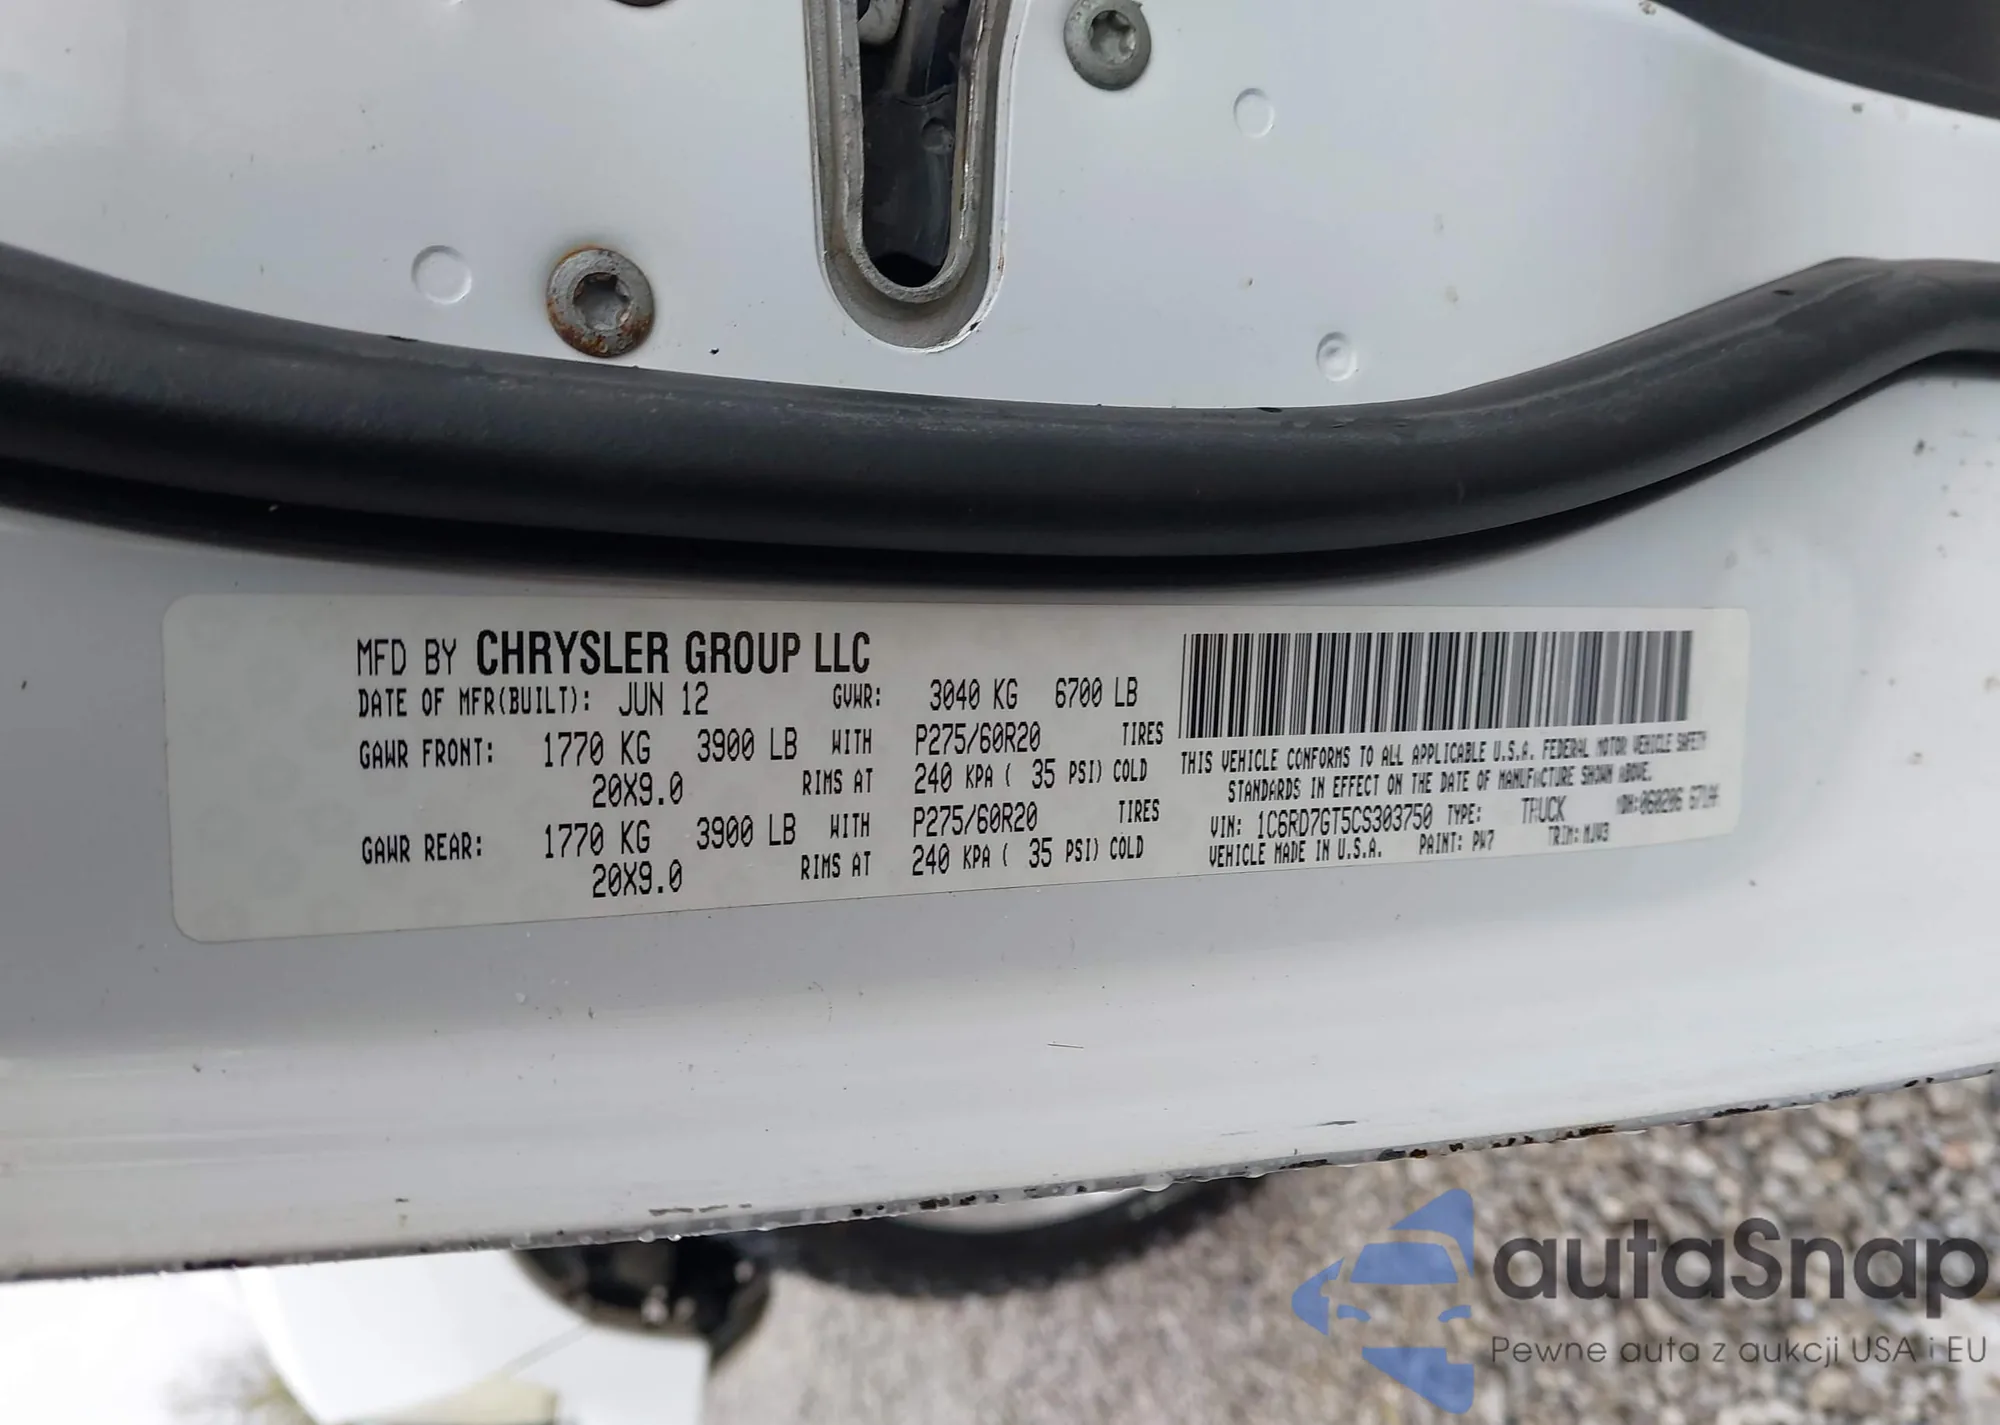 MFD BY CHRYSLER GROUP LLC
DATE OF MFR(BUILT): JUN 12 GVWR: 3040 KG 6700 LB
GAWR FRONT: 1770 KG 3900 LB WITH P275/60R20 TIRES
20X9.0 RIMS AT 240 KPA ( 35 PSI) COLD
GAWR REAR: 1770 KG 3900 LB WITH P275/60R20 TIRES
20X9.0 RIMS AT 240 KPA ( 35 PSI) COLD
THIS VEHICLE CONFORMS TO ALL APPLICABLE U.S.A. FEDERAL MOTOR VEHICLE SAFETY
STANDARDS IN EFFECT ON THE DATE OF MANUFACTURE SHOWN ABOVE.
VIN: 1C6RD7GT5CS303750 TYPE: TRUCK
VEHICLE MADE IN U.S.A. PAINT: PW7 TRIM: MJV3
autaSnap
Pewne auta z aukcji USA i EU